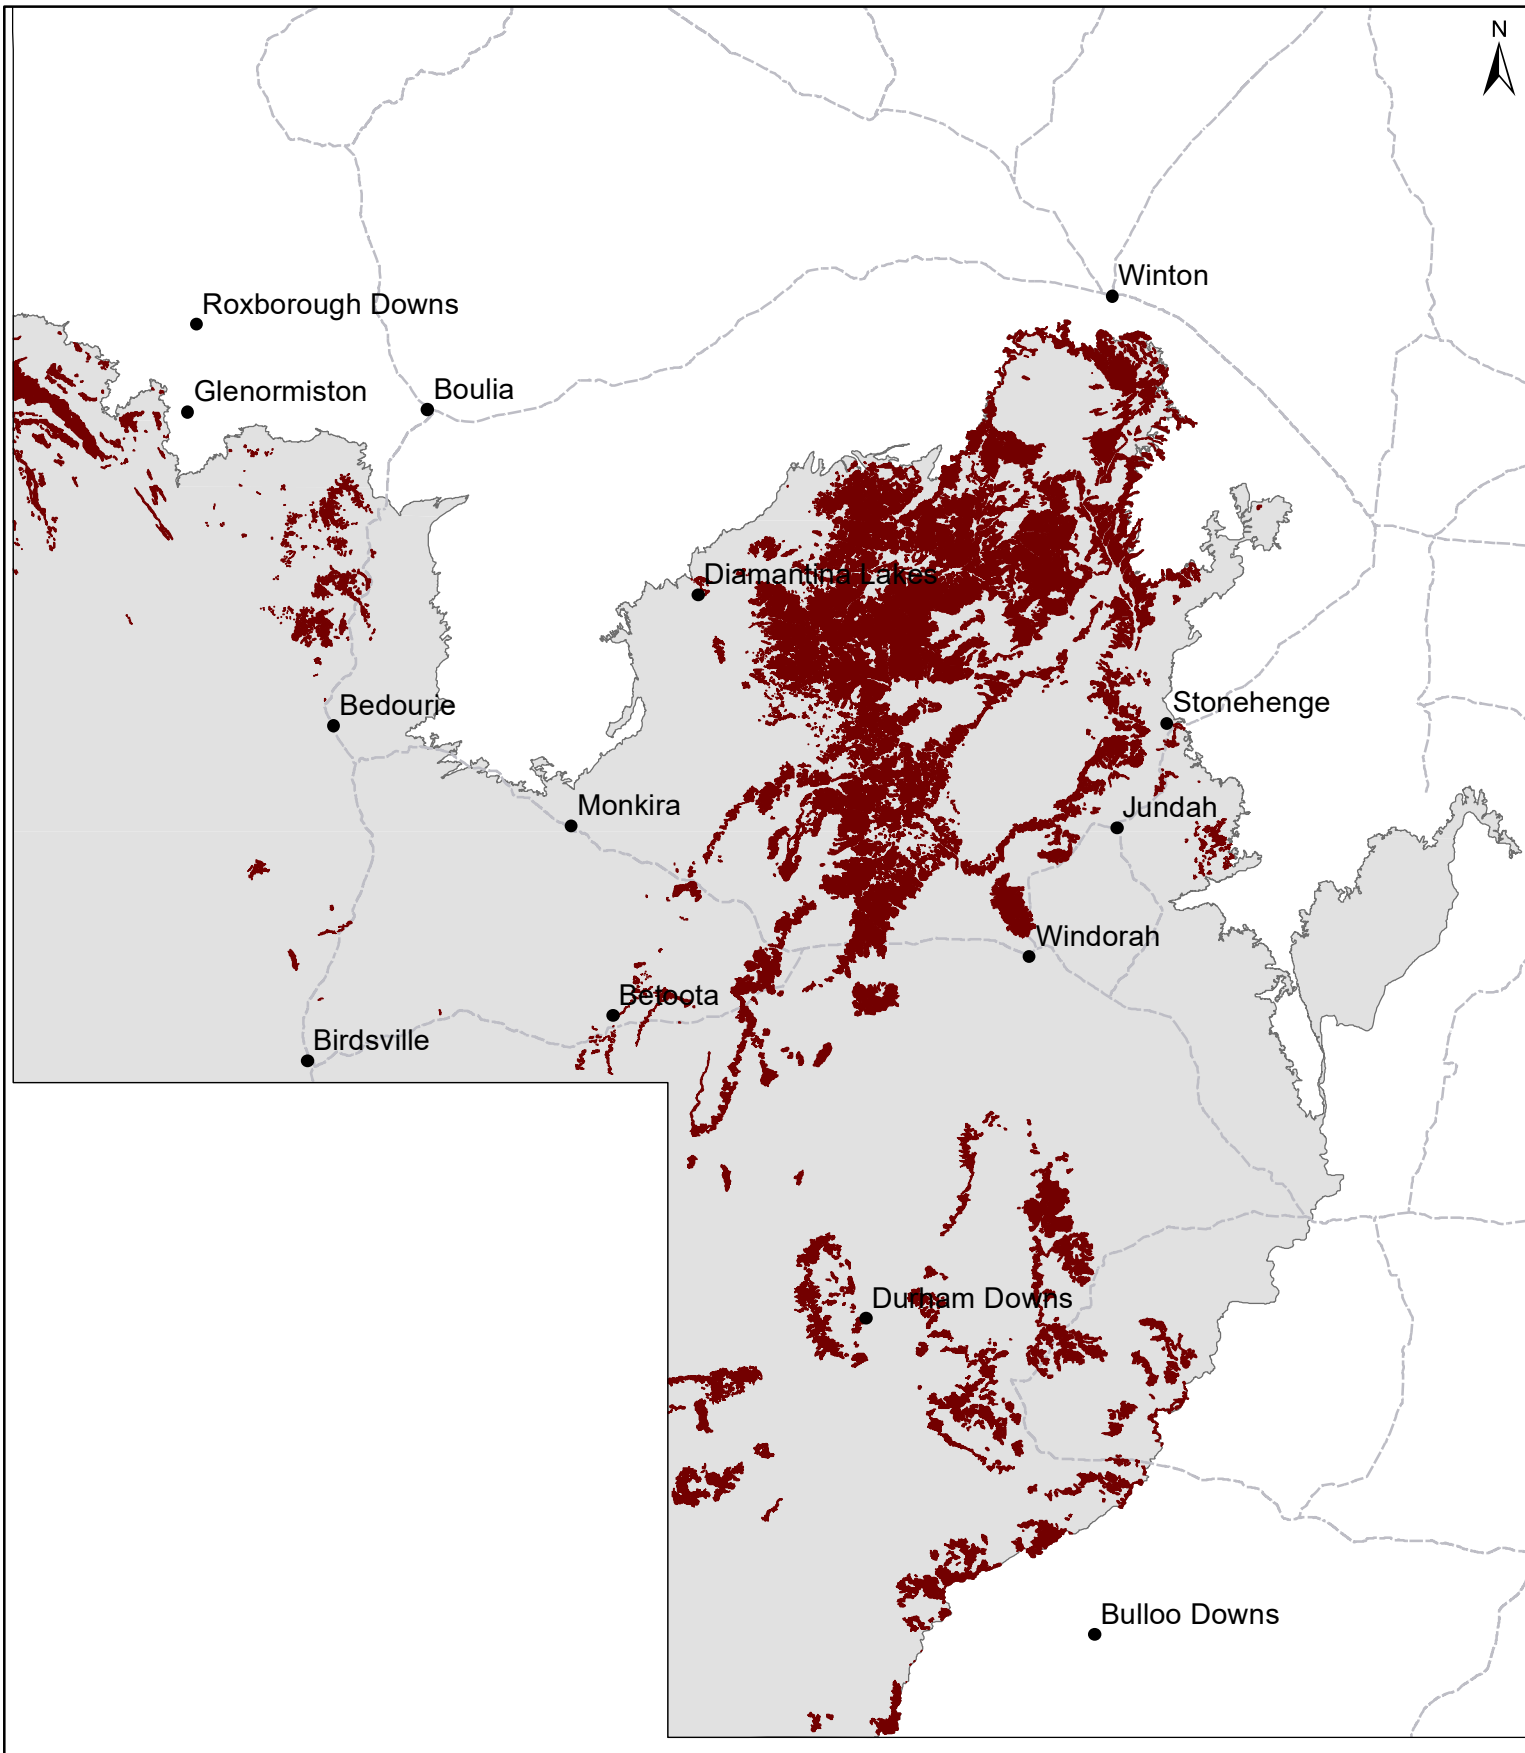 N
Winton
Roxborough Downs
Glenormiston
Boulia
Diamantina Lakes
Bedourie
Stonehenge
Monkira
Jundah
Windorah
Betoota
Birdsville
Durham Downs
Bulloo Downs